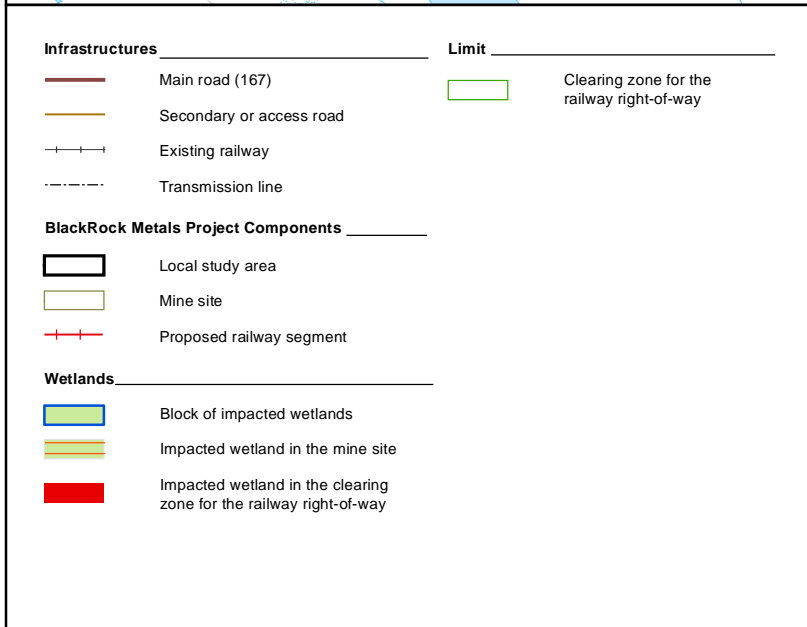 Infrastructures
Main road (167)
Secondary or access road
Existing railway
Transmission line
BlackRock Metals Project Components
Local study area
Mine site
Proposed railway segment
Wetlands
Block of impacted wetlands
Impacted wetland in the mine site
Impacted wetland in the clearing
zone for the railway right-of-way
Limit
Clearing zone for the
railway right-of-way